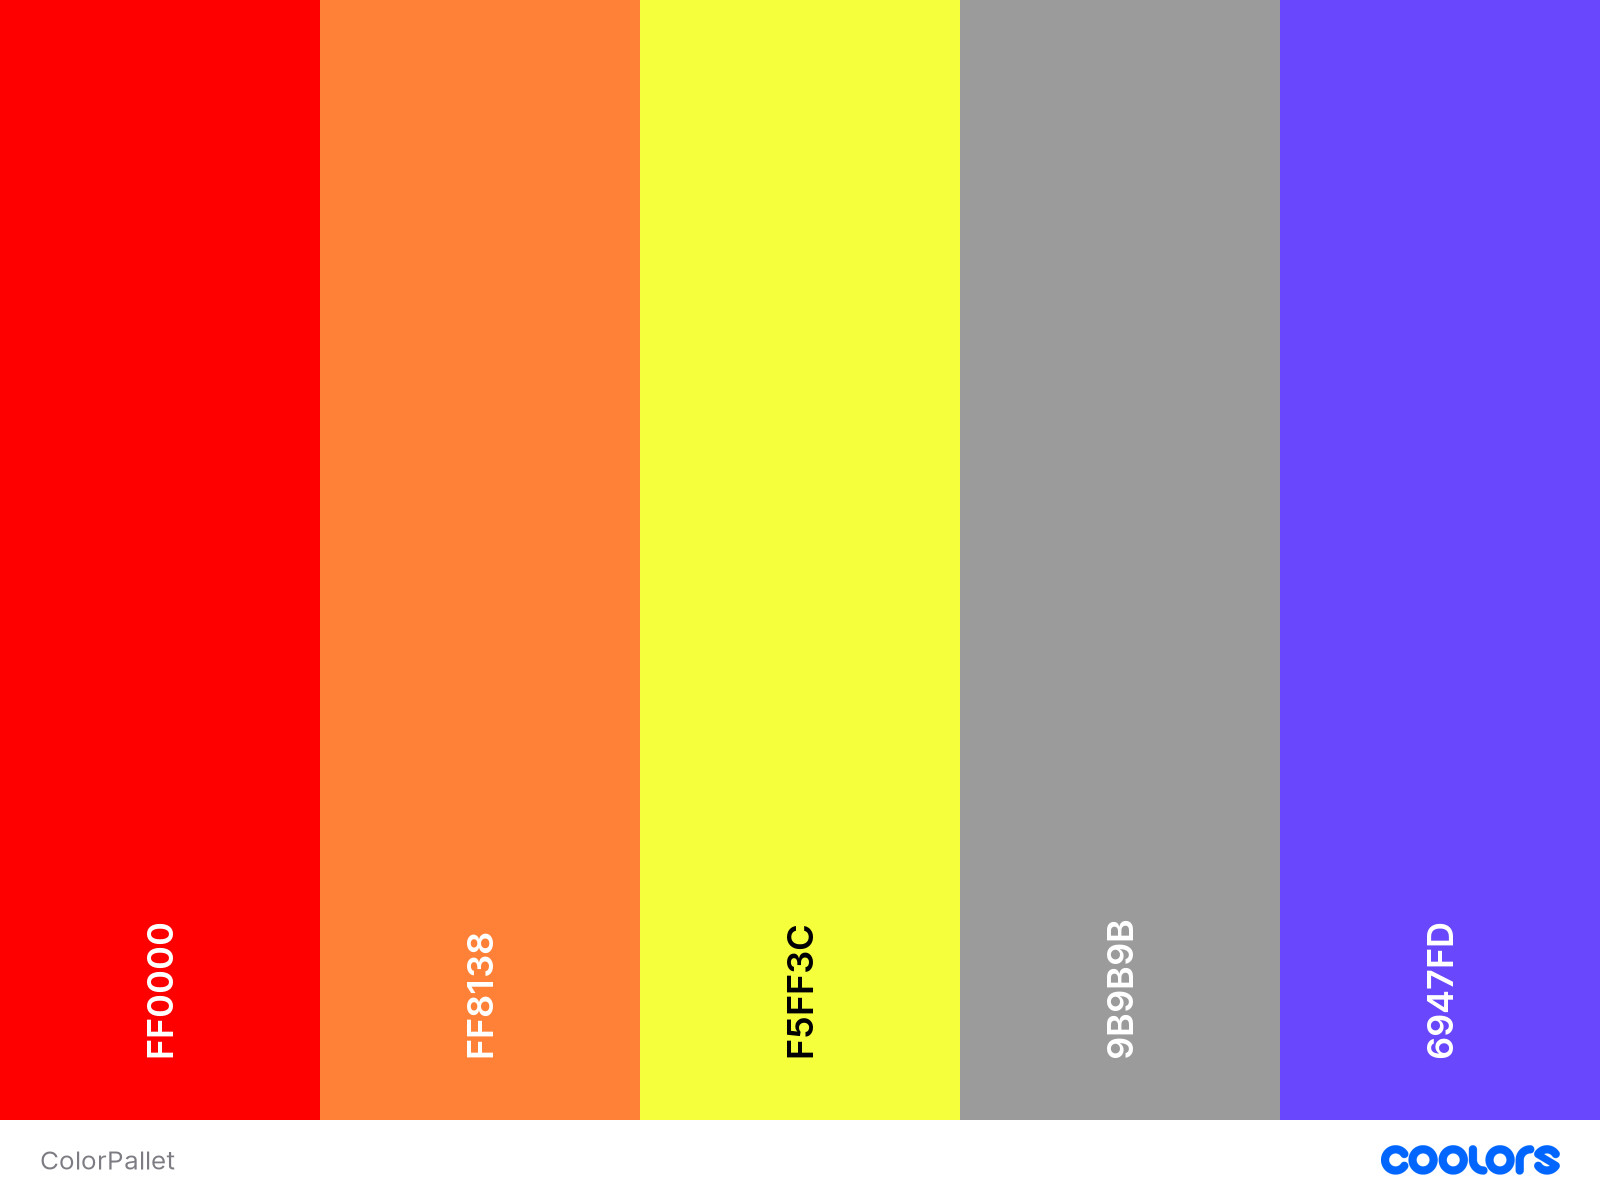 FF0000
FF8138
F5FF3C
9B9B9B
6947FD
ColorPallet
coolors